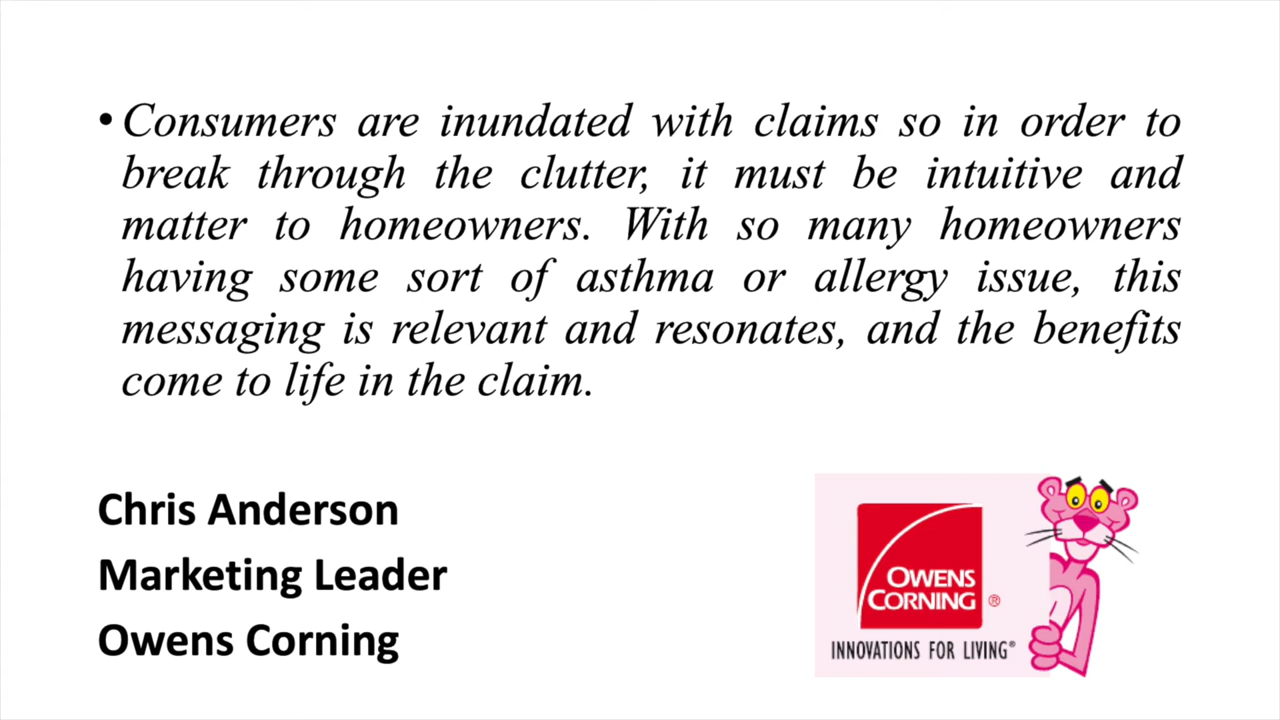 • Consumers are inundated with claims so in order to
break through the clutter, it must be intuitive and
matter to homeowners. With so many homeowners
having some sort of asthma or allergy issue, this
messaging is relevant and resonates, and the benefits
come to life in the claim.
Chris Anderson
Marketing Leader
Owens Corning
OWENS
CORNING ®
INNOVATIONS FOR LIVING®